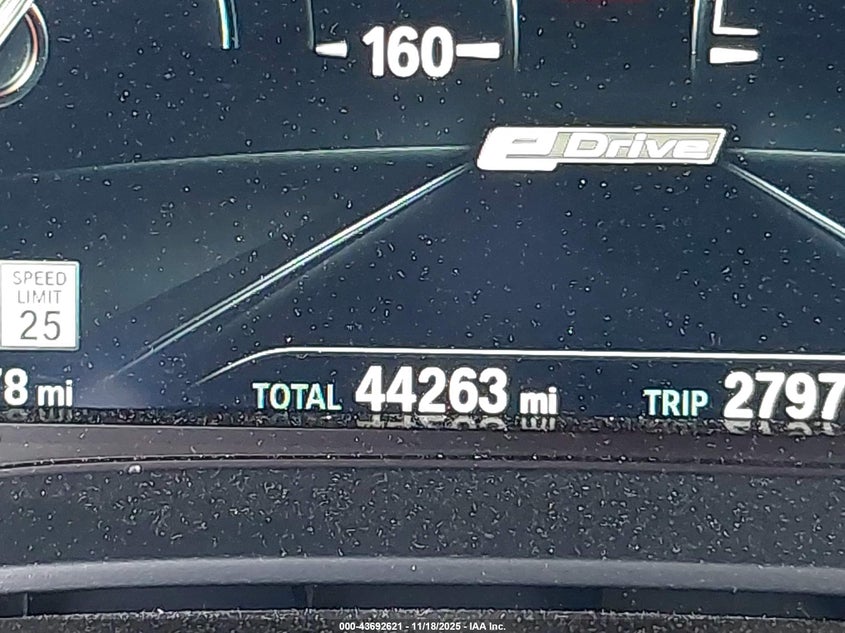 160
eDrive
SPEED
LIMIT
25
8 mi TOTAL 44263 mi TRIP 2797
000-43692621 - 11/18/2025 - IAA Inc.